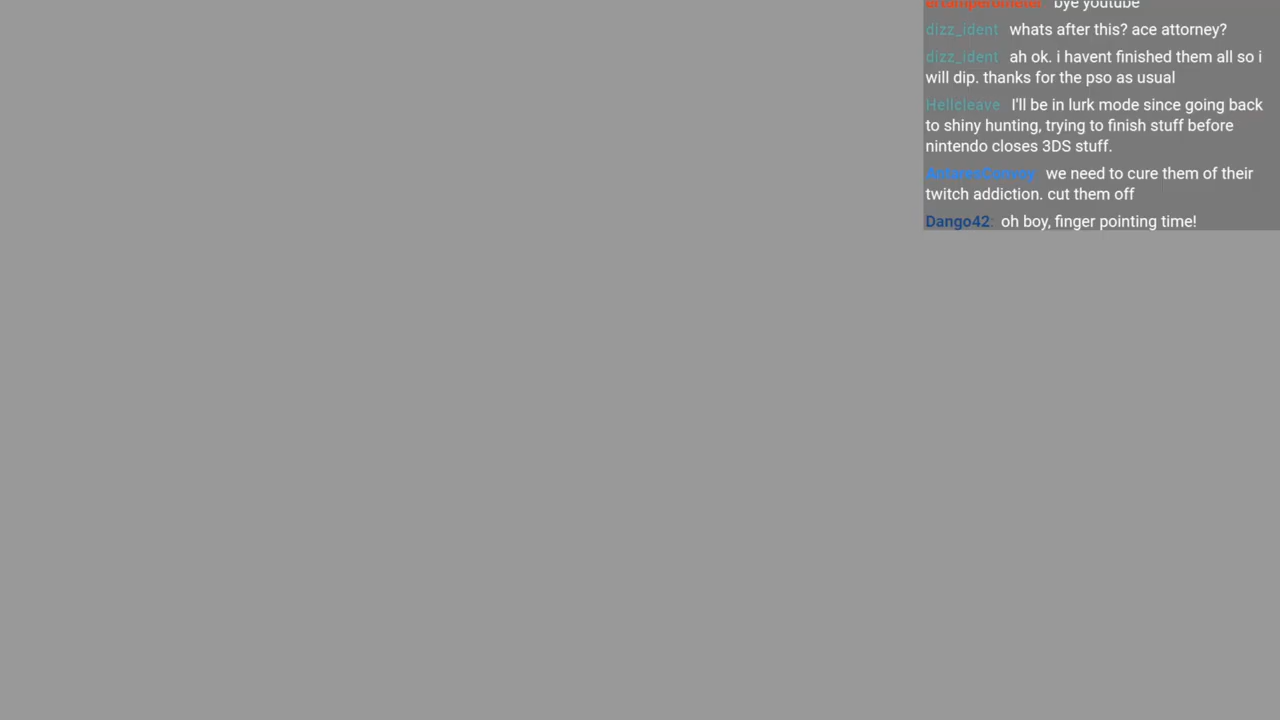 bye youtube
dizz_ident: whats after this? ace attorney?
dizz_ident: ah ok. i havent finished them all so i
will dip. thanks for the pso as usual
Hellcleave: I'll be in lurk mode since going back
to shiny hunting, trying to finish stuff before
nintendo closes 3DS stuff.
we need to cure them of their
twitch addiction. cut them off
Dango42: oh boy, finger pointing time!